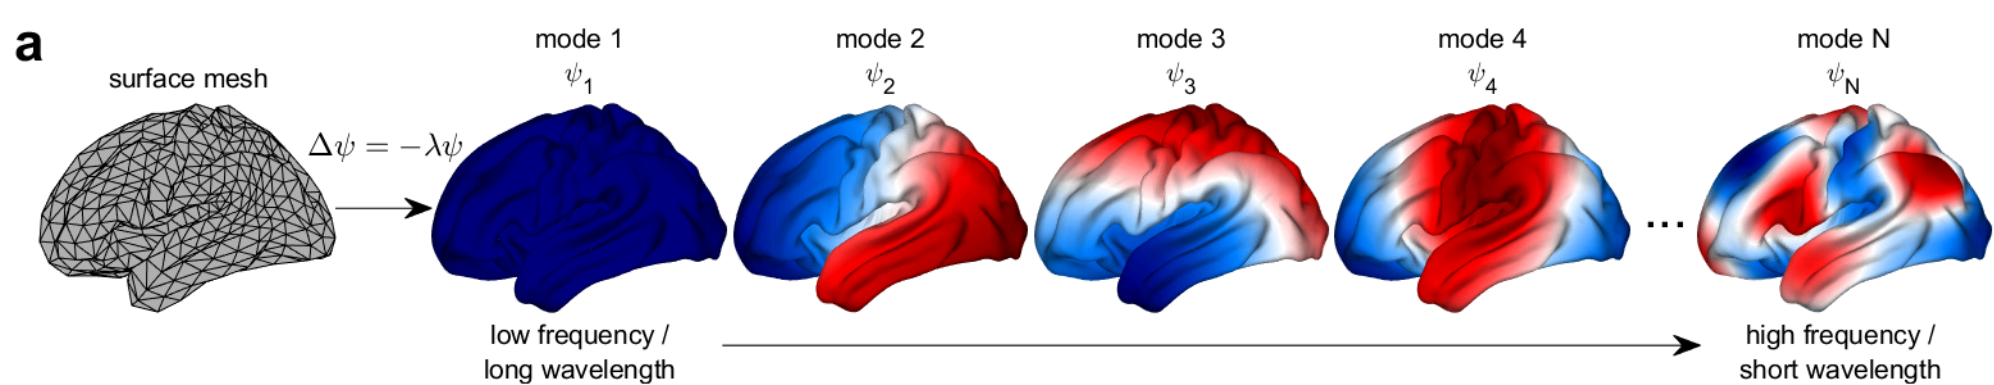 a
surface mesh
Δψ = −λψ
mode 1
ψ₁
mode 2
ψ₂
mode 3
ψ₃
mode 4
ψ₄
...
mode N
ψN
low frequency /
long wavelength
high frequency /
short wavelength